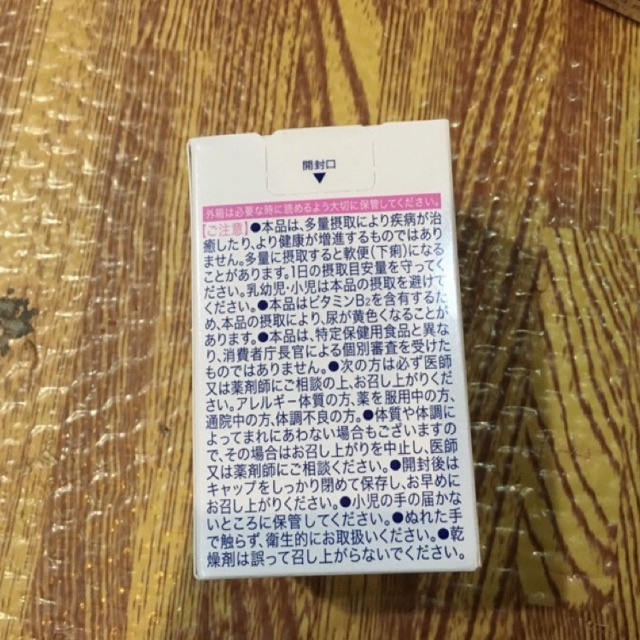 開封口
▼
外箱は必要な時に読めるよう大切に保管してください。
【ご注意】●本品は、多量摂取により疾病が治
癒したり、より健康が増進するものではあり
ません。多量に摂取すると軟便(下痢)になる
ことがあります。1日の摂取目安量を守ってく
ださい。乳幼児・小児は本品の摂取を避けて
ください。●本品はビタミンB₂を含有するた
め、本品の摂取により、尿が黄色くなることが
あります。●本品は、特定保健用食品と異な
り、消費者庁長官による個別審査を受けた
ものではありません。●次の方は必ず医師
又は薬剤師にご相談の上、お召し上がりくだ
さい。アレルギー体質の方、薬を服用中の方、
通院中の方、体調不良の方。●体質や体調に
よってまれにあわない場合もございますの
で、その場合はお召し上がりを中止し、医師
又は薬剤師にご相談ください。●開封後は
キャップをしっかり閉めて保存し、お早めに
お召し上がりください。●小児の手の届かな
いところに保管してください。●ぬれた手
で触らず、衛生的にお取扱いください。●乾
燥剤は誤って召し上がらないでください。